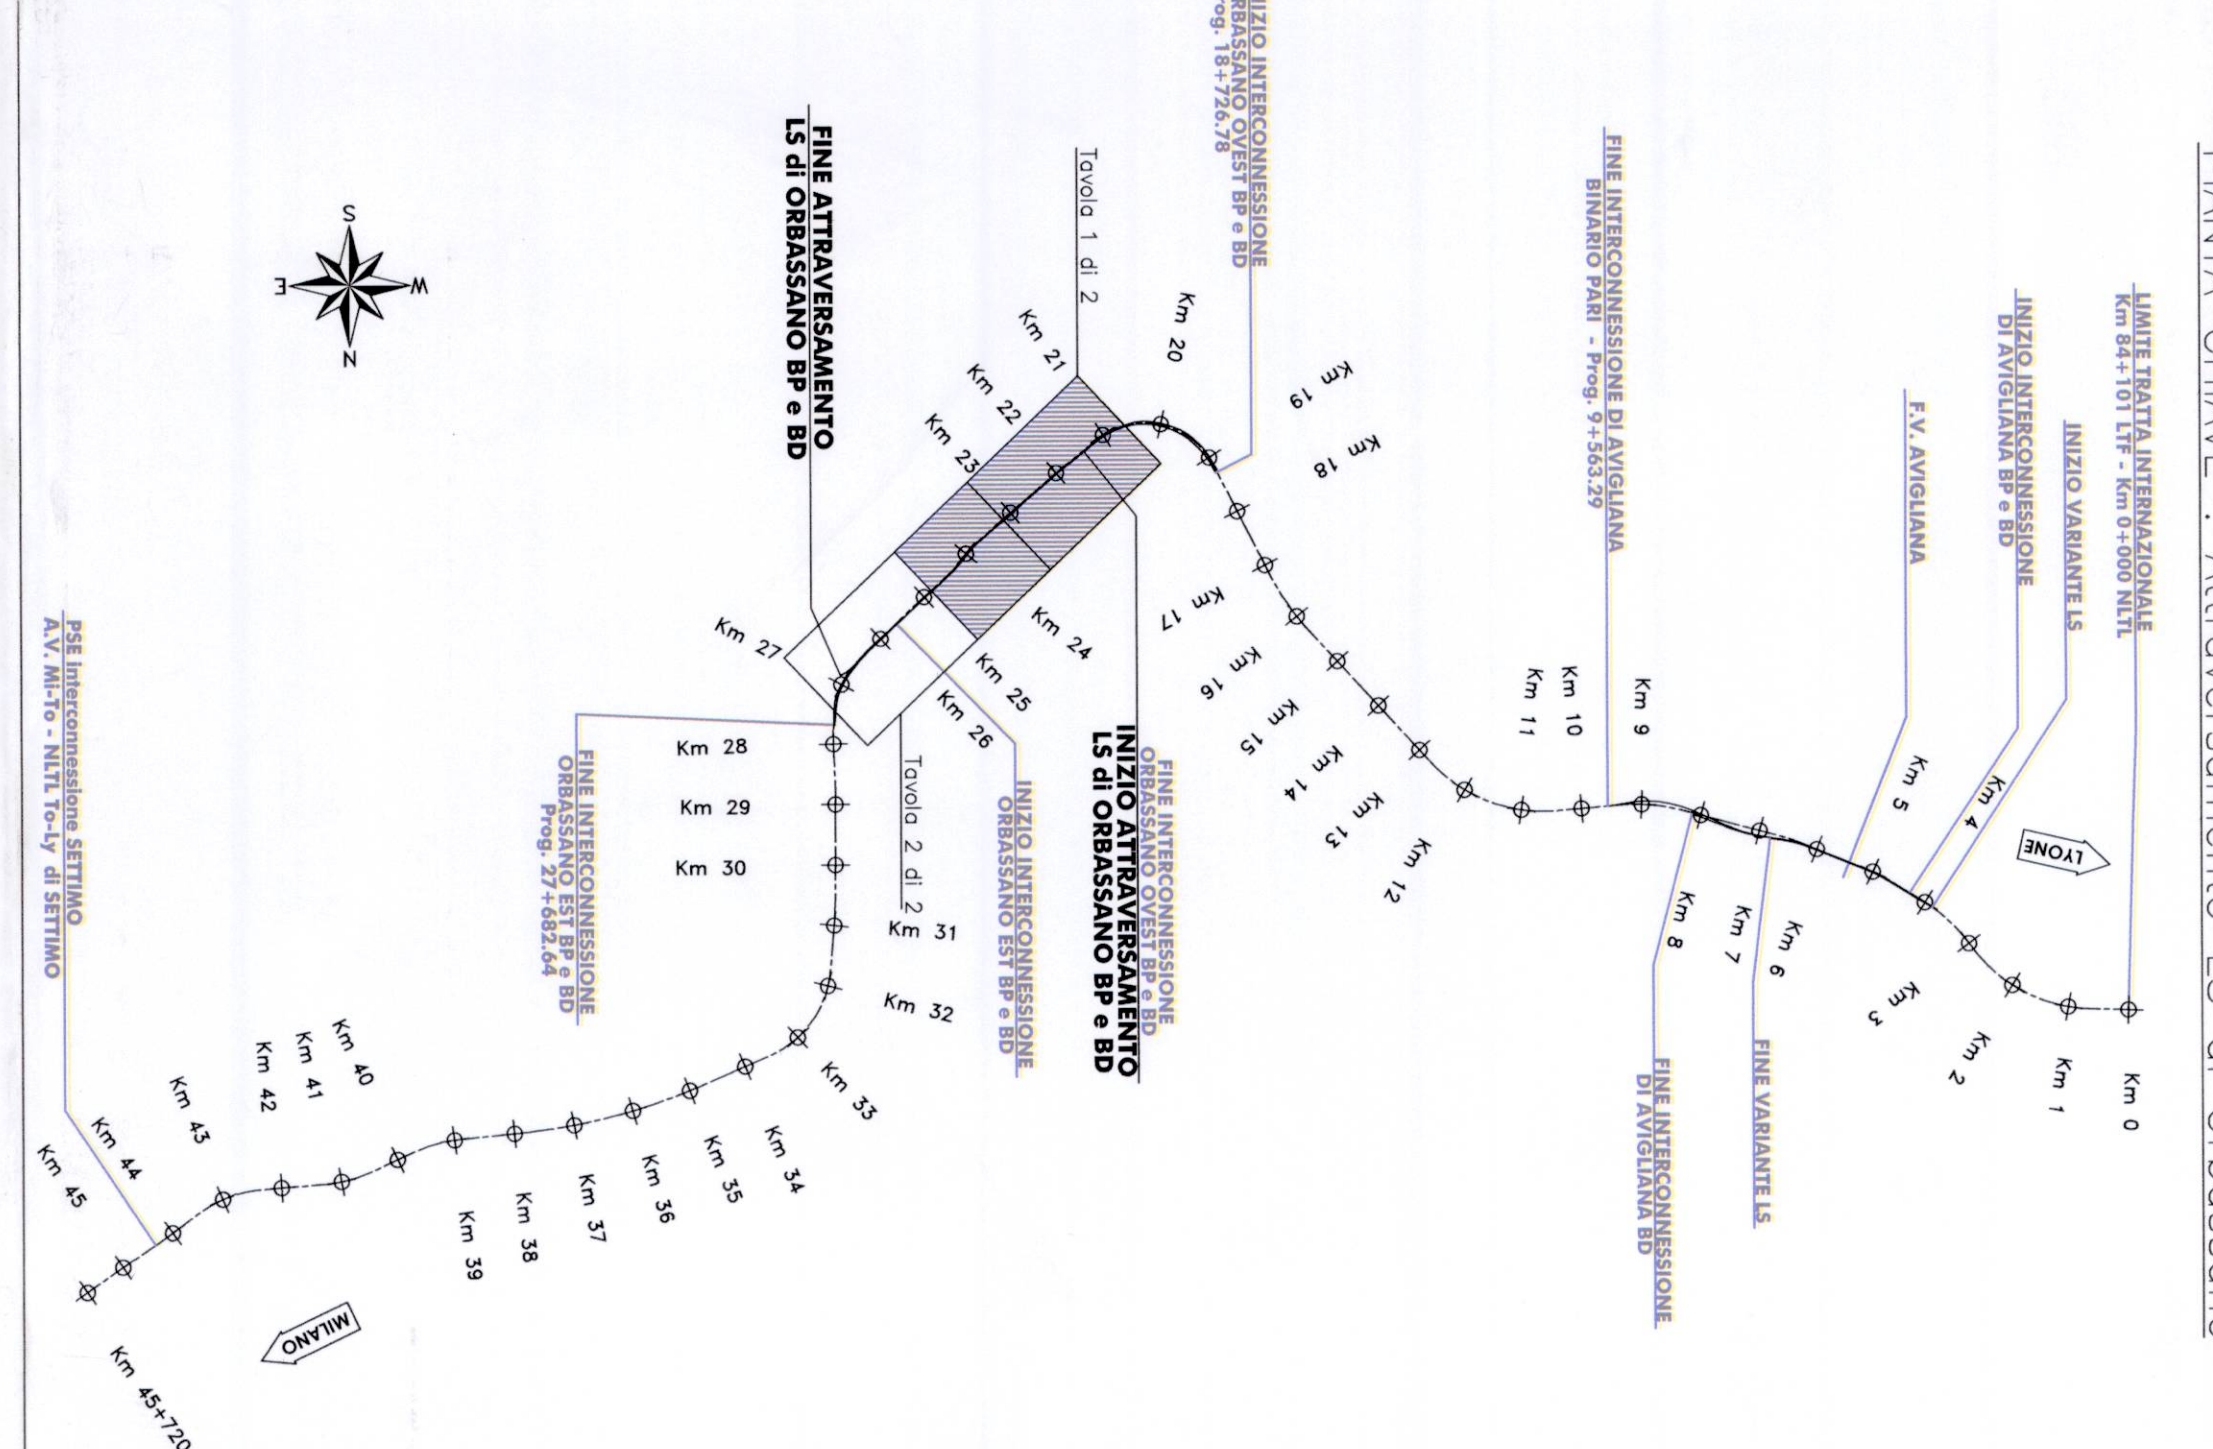 INIZIO INTERCONNESSIONE
ORBASSANO OVEST BP e BD
Prog. 18+726.78
FINE ATTRAVERSAMENTO
LS di ORBASSANO BP e BD
Tavola 1 di 2
FINE INTERCONNESSIONE DI AVIGLIANA
BINARIO PARI - Prog. 9+563.29
F.V. AVIGLIANA
INIZIO INTERCONNESSIONE
DI AVIGLIANA BP e BD
INIZIO VARIANTE LS
LIMITE TRATTA INTERNAZIONALE
Km 84+101 LTF - Km 0+000 NLTL
S
W
E
N
LYONE
Km 0
Km 1
Km 2
Km 3
Km 4
Km 5
Km 6
Km 7
Km 8
Km 9
Km 10
Km 11
Km 12
Km 13
Km 14
Km 15
Km 16
Km 17
Km 18
Km 19
Km 20
Km 21
Km 22
Km 23
Km 24
Km 25
Km 26
Km 27
Km 28
Km 29
Km 30
Km 31
Km 32
Km 33
Km 34
Km 35
Km 36
Km 37
Km 38
Km 39
Km 40
Km 41
Km 42
Km 43
Km 44
Km 45
Km 45+720
FINE VARIANTE LS
FINE INTERCONNESSIONE
DI AVIGLIANA BD
FINE INTERCONNESSIONE
ORBASSANO OVEST BP e BD
INIZIO ATTRAVERSAMENTO
LS di ORBASSANO BP e BD
INIZIO INTERCONNESSIONE
ORBASSANO EST BP e BD
Tavola 2 di 2
FINE INTERCONNESSIONE
ORBASSANO EST BP e BD
Prog. 27+682.64
PSE interconnessione SETTIMO
A.V. Mi-To - NLTL To-Ly di SETTIMO
MILANO